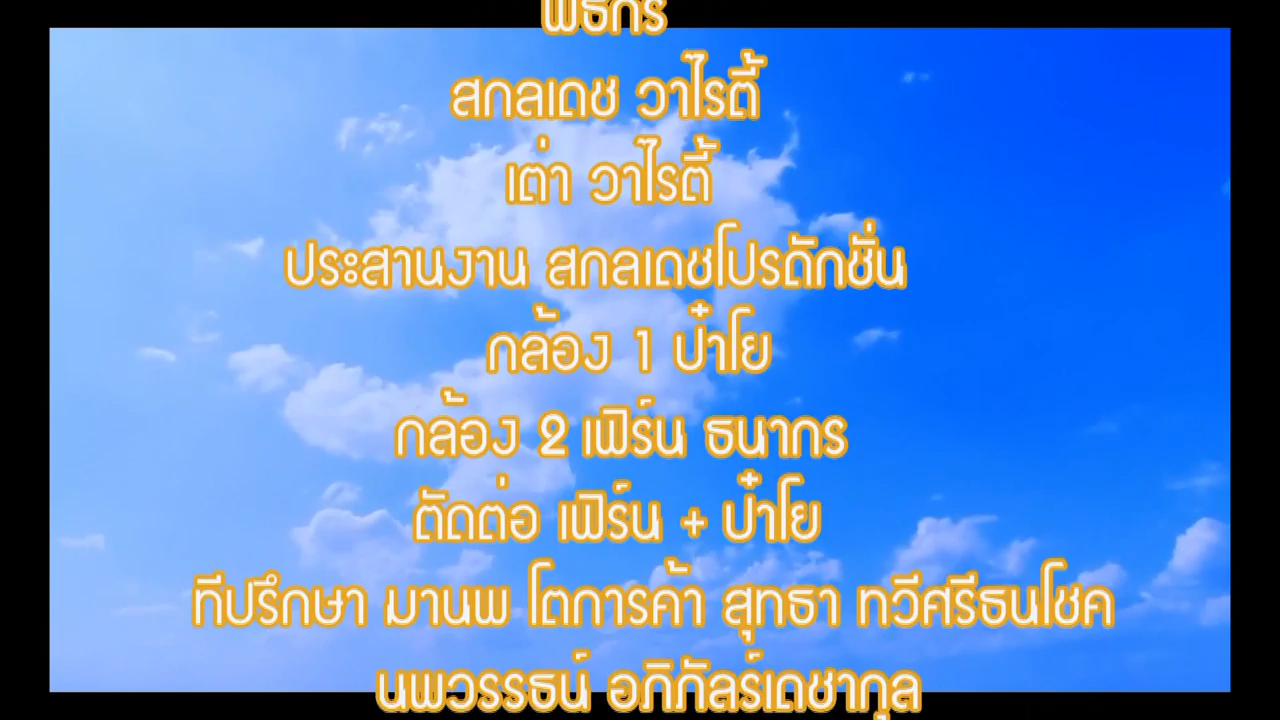 พิธีกร
สกลเดช วาไรตี้
เต่า วาไรตี้
ประสานงาน สกลเดชโปรดักชั่น
กล้อง 1 ป๋าโย
กล้อง 2 เฟิร์น ธนากร
ตัดต่อ เฟิร์น + ป๋าโย
ทีปรึกษา มานพ โตการค้า สุทธา ทวีศรีธนโชค
นพวรรธน์ อภิภัลร์เดชากุล